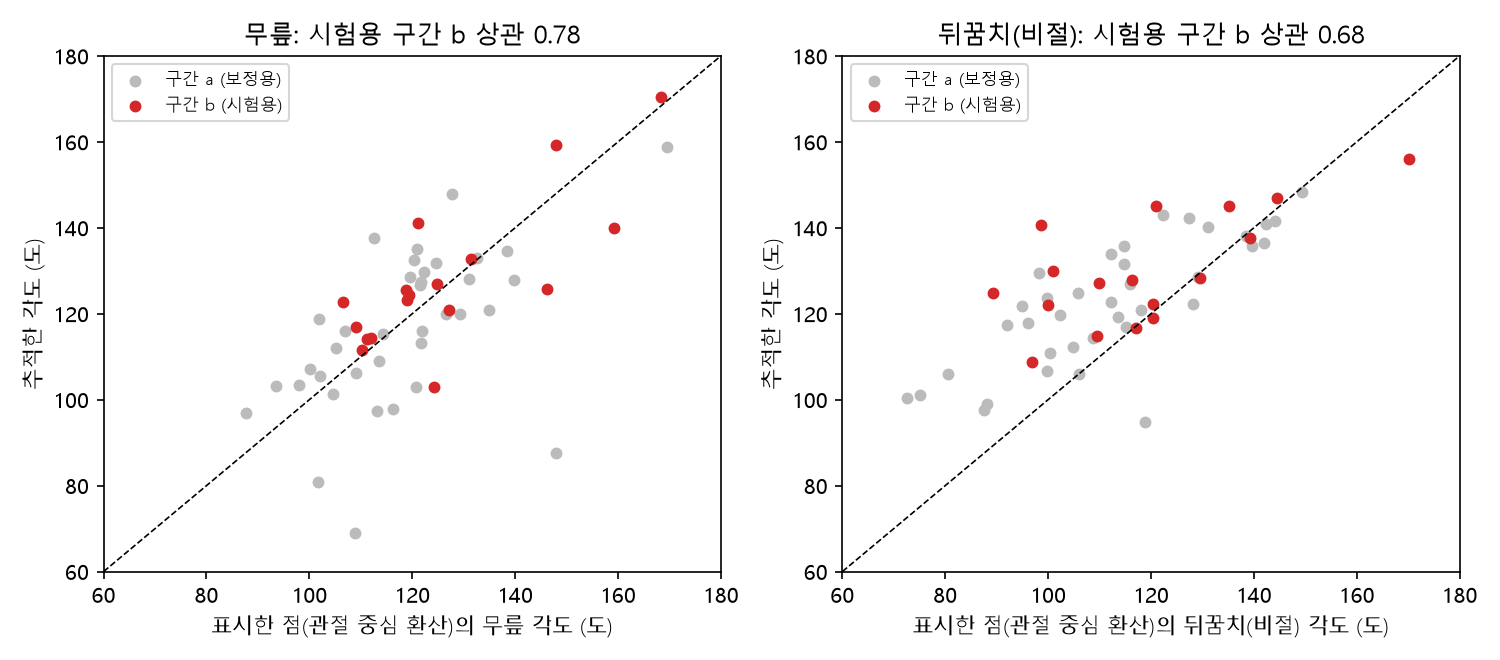 무릎: 시험용 구간 b 상관 0.78
구간 a (보정용)
구간 b (시험용)
180
160
140
120
100
80
60
추적한 각도 (도)
60 80 100 120 140 160 180
표시한 점(관절 중심 환산)의 무릎 각도 (도)
뒤꿈치(비절): 시험용 구간 b 상관 0.68
구간 a (보정용)
구간 b (시험용)
180
160
140
120
100
80
60
추적한 각도 (도)
60 80 100 120 140 160 180
표시한 점(관절 중심 환산)의 뒤꿈치(비절) 각도 (도)